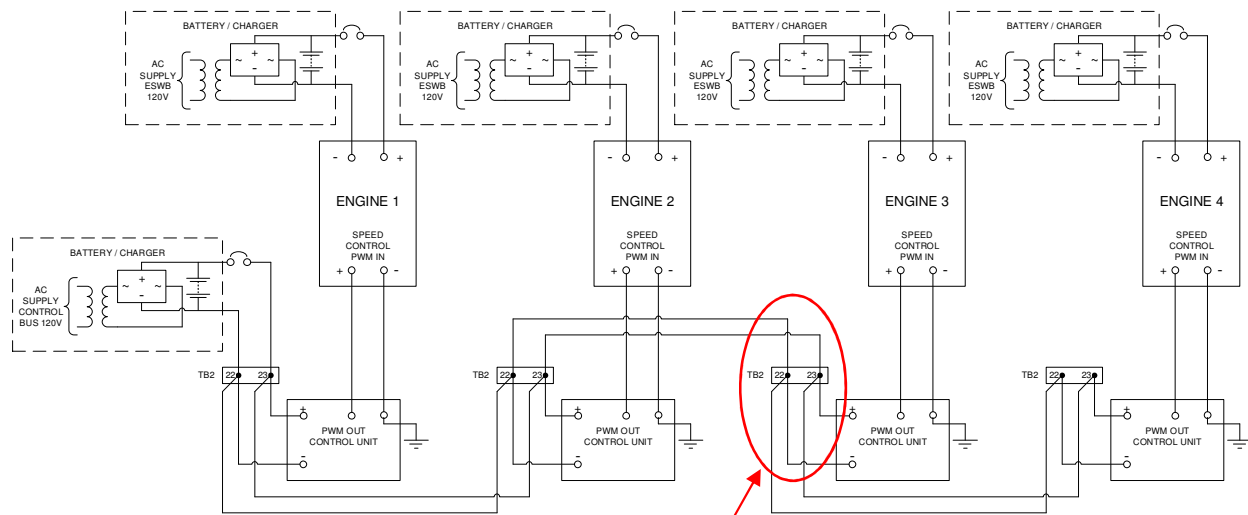 BATTERY / CHARGER
AC
SUPPLY
ESWB
120V
~
+
-
~
BATTERY / CHARGER
AC
SUPPLY
ESWB
120V
~
+
-
~
BATTERY / CHARGER
AC
SUPPLY
ESWB
120V
~
+
-
~
BATTERY / CHARGER
AC
SUPPLY
ESWB
120V
~
+
-
~
- +
ENGINE 1
SPEED
CONTROL
PWM IN
+ -
- +
ENGINE 2
SPEED
CONTROL
PWM IN
+ -
- +
ENGINE 3
SPEED
CONTROL
PWM IN
+ -
- +
ENGINE 4
SPEED
CONTROL
PWM IN
+ -
BATTERY / CHARGER
AC
SUPPLY
CONTROL
BUS 120V
~
+
-
~
TB2 22 23
+
PWM OUT
CONTROL UNIT
-
TB2 22 23
+
PWM OUT
CONTROL UNIT
-
TB2 22 23
+
PWM OUT
CONTROL UNIT
-
TB2 22 23
+
PWM OUT
CONTROL UNIT
-